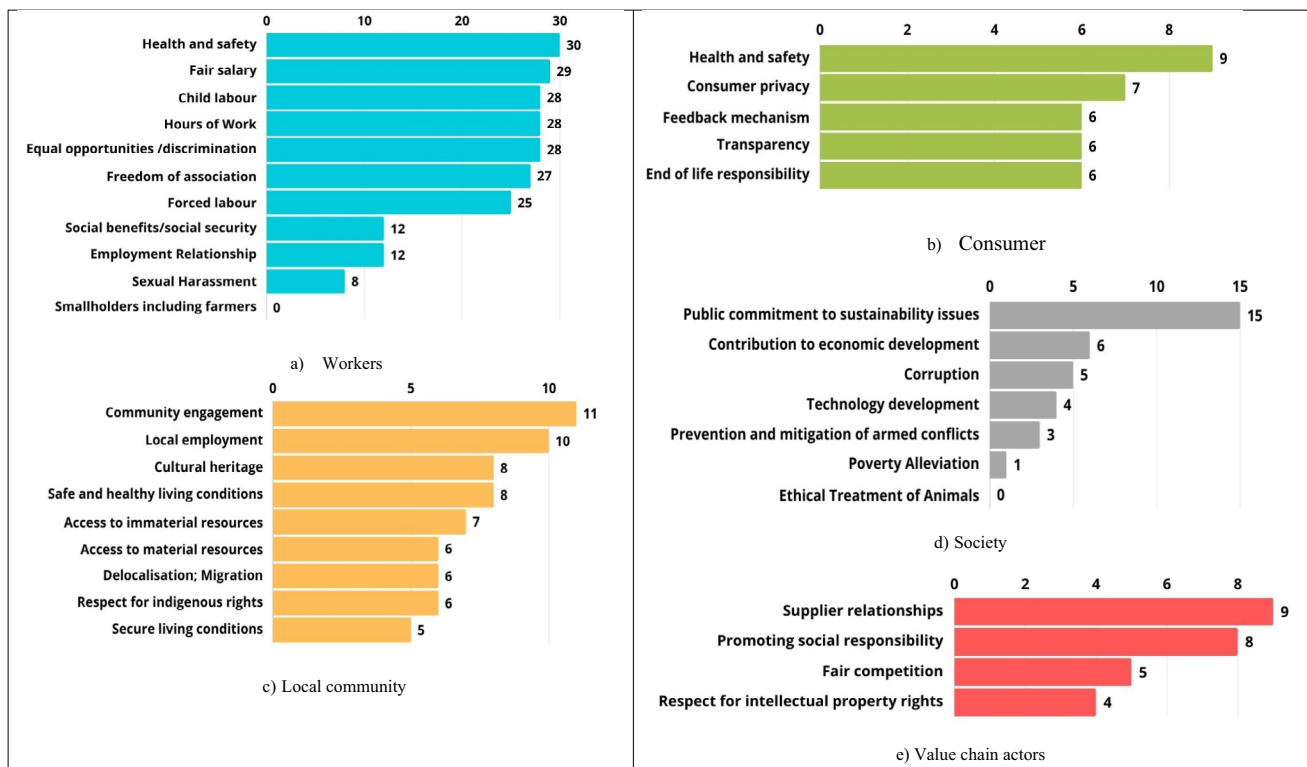 0 10 20 30
Health and safety 30
Fair salary 29
Child labour 28
Hours of Work 28
Equal opportunities /discrimination 28
Freedom of association 27
Forced labour 25
Social benefits/social security 12
Employment Relationship 12
Sexual Harassment 8
Smallholders including farmers 0
a) Workers
0 5 10
Community engagement 11
Local employment 10
Cultural heritage 8
Safe and healthy living conditions 8
Access to immaterial resources 7
Access to material resources 6
Delocalisation; Migration 6
Respect for indigenous rights 6
Secure living conditions 5
c) Local community
0 2 4 6 8
Health and safety 9
Consumer privacy 7
Feedback mechanism 6
Transparency 6
End of life responsibility 6
b) Consumer
0 5 10 15
Public commitment to sustainability issues 15
Contribution to economic development 6
Corruption 5
Technology development 4
Prevention and mitigation of armed conflicts 3
Poverty Alleviation 1
Ethical Treatment of Animals 0
d) Society
0 2 4 6 8
Supplier relationships 9
Promoting social responsibility 8
Fair competition 5
Respect for intellectual property rights 4
e) Value chain actors